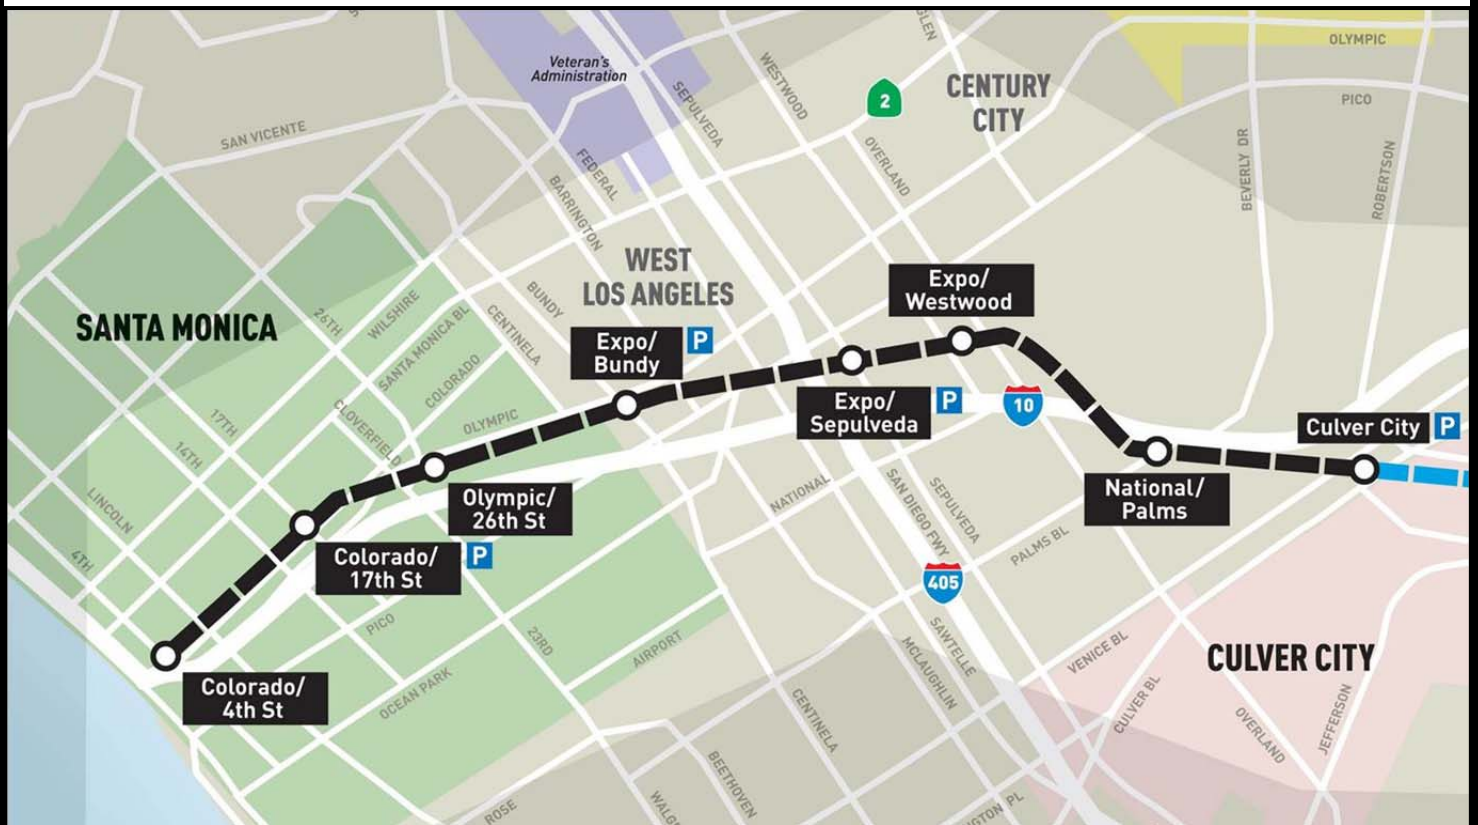 Veteran's
Administration
SEPULVEDA
WESTWOOD
2
CENTURY
CITY
OLYMPIC
PICO
SAN VICENTE
FEDERAL
BARRINGTON
OVERLAND
BEVERLY DR
ROBERTSON
WEST
LOS ANGELES
Expo/
Westwood
SANTA MONICA
26TH
WILSHIRE
SANTA MONICA BL
COLORADO
CENTINELA
BUNDY
Expo/
Bundy
P
Expo/
Sepulveda
P
10
Culver City
P
17TH
14TH
CLOVERFIELD
OLYMPIC
LINCOLN
4TH
Olympic/
26th St
Colorado/
17th St
P
NATIONAL
SAN DIEGO FWY
SEPULVEDA
National/
Palms
PALMS BL
405
PICO
23RD
AIRPORT
Colorado/
4th St
OCEAN PARK
CENTINELA
MCLAUGHLIN
SAWTELLE
VENICE BL
CULVER CITY
CULVER BL
OVERLAND
JEFFERSON
ROSE
BEETHOVEN